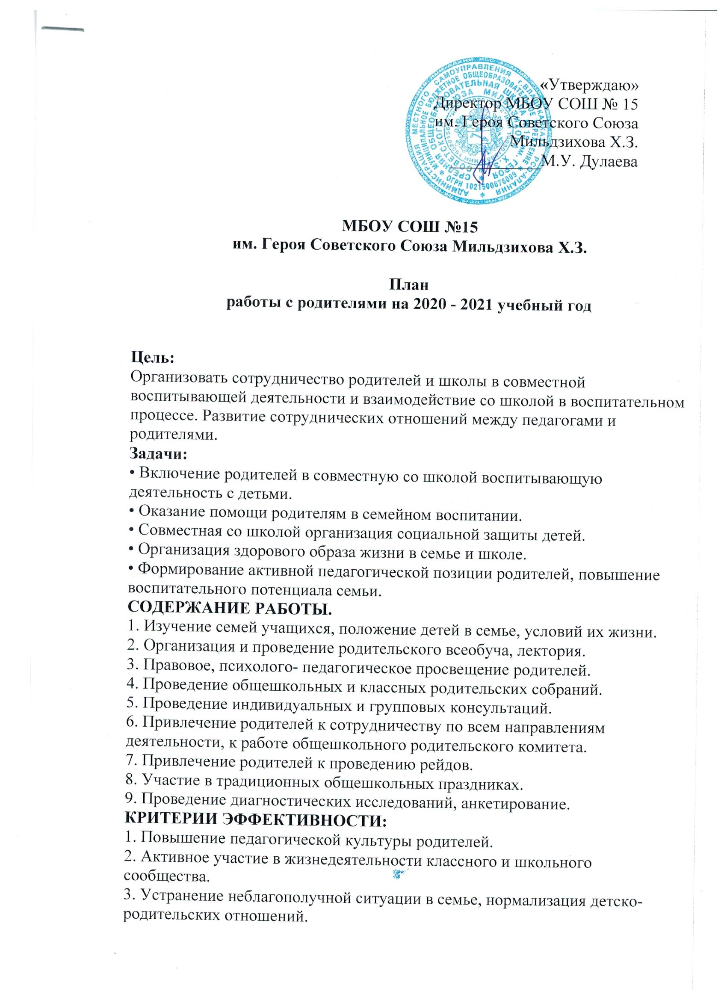 «Утверждаю»
Директор МБОУ СОШ № 15
им. Героя Советского Союза
Мильдзихова Х.З.
М.У. Дулаева
АДМИНИСТРАЦИЯ МЕСТНОГО САМОУПРАВЛЕНИЯ г.ВЛАДИКАВКАЗА РСО-АЛАНИЯ
МУНИЦИПАЛЬНОЕ БЮДЖЕТНОЕ ОБЩЕОБРАЗОВАТЕЛЬНОЕ УЧРЕЖДЕНИЕ
ОГРН 1021500676009
СРЕДНЯЯ ОБЩЕОБРАЗОВАТЕЛЬНАЯ ШКОЛА № 15 им. ГЕРОЯ
СОВЕТСКОГО СОЮЗА МИЛЬДЗИХОВА Х.З.
МБОУ СОШ №15
им. Героя Советского Союза Мильдзихова Х.З.
План
работы с родителями на 2020 - 2021 учебный год
Цель:
Организовать сотрудничество родителей и школы в совместной
воспитывающей деятельности и взаимодействие со школой в воспитательном
процессе. Развитие сотруднических отношений между педагогами и
родителями.
Задачи:
• Включение родителей в совместную со школой воспитывающую
деятельность с детьми.
• Оказание помощи родителям в семейном воспитании.
• Совместная со школой организация социальной защиты детей.
• Организация здорового образа жизни в семье и школе.
• Формирование активной педагогической позиции родителей, повышение
воспитательного потенциала семьи.
СОДЕРЖАНИЕ РАБОТЫ.
1. Изучение семей учащихся, положение детей в семье, условий их жизни.
2. Организация и проведение родительского всеобуча, лектория.
3. Правовое, психолого- педагогическое просвещение родителей.
4. Проведение общешкольных и классных родительских собраний.
5. Проведение индивидуальных и групповых консультаций.
6. Привлечение родителей к сотрудничеству по всем направлениям
деятельности, к работе общешкольного родительского комитета.
7. Привлечение родителей к проведению рейдов.
8. Участие в традиционных общешкольных праздниках.
9. Проведение диагностических исследований, анкетирование.
КРИТЕРИИ ЭФФЕКТИВНОСТИ:
1. Повышение педагогической культуры родителей.
2. Активное участие в жизнедеятельности классного и школьного
сообщества.
3. Устранение неблагополучной ситуации в семье, нормализация детско-
родительских отношений.